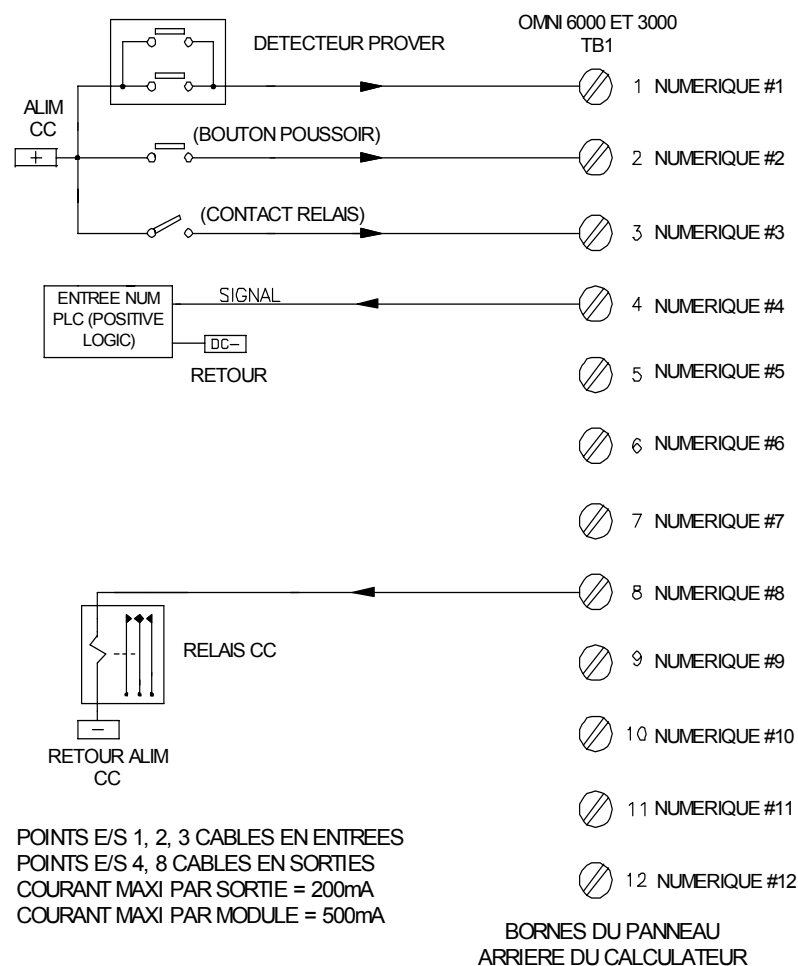 OMNI 6000 ET 3000
TB1
DETECTEUR PROVER
1 NUMERIQUE #1
ALIM
CC
+
(BOUTON POUSSOIR)
2 NUMERIQUE #2
(CONTACT RELAIS)
3 NUMERIQUE #3
ENTREE NUM
PLC (POSITIVE
LOGIC)
SIGNAL
4 NUMERIQUE #4
DC-
RETOUR
5 NUMERIQUE #5
6 NUMERIQUE #6
7 NUMERIQUE #7
8 NUMERIQUE #8
RELAIS CC
9 NUMERIQUE #9
-
RETOUR ALIM
CC
10 NUMERIQUE #10
11 NUMERIQUE #11
12 NUMERIQUE #12
POINTS E/S 1, 2, 3 CABLES EN ENTREES
POINTS E/S 4, 8 CABLES EN SORTIES
COURANT MAXI PAR SORTIE = 200mA
COURANT MAXI PAR MODULE = 500mA
BORNES DU PANNEAU
ARRIERE DU CALCULATEUR